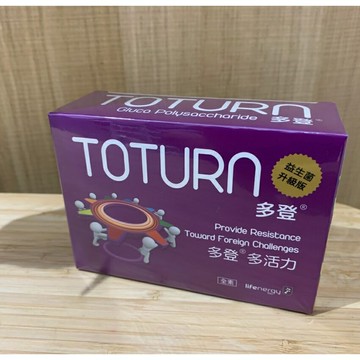 TOTURN
Gluco Polysaccharide 多登®
TOTURN
益生菌
升級版
多登®
Provide Resistance
Toward Foreign Challenges
多登®多活力
全素
lifenergy